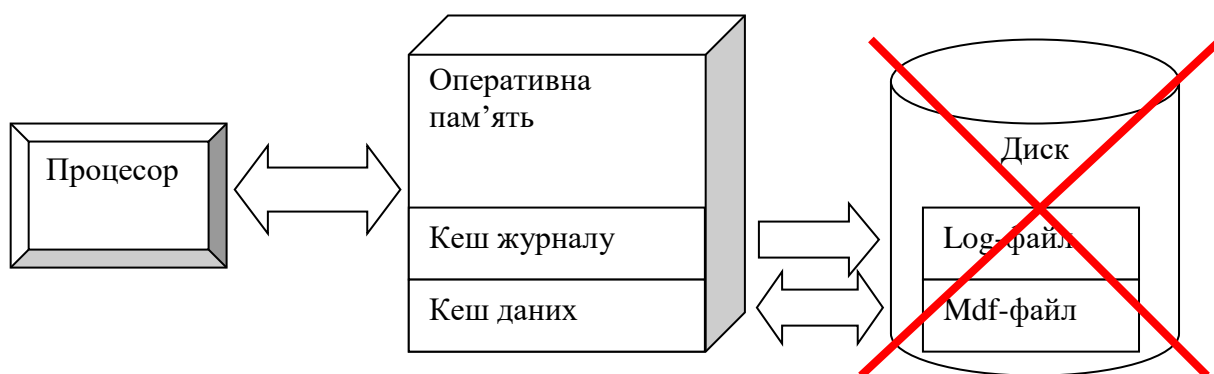 Процесор
Оперативна
пам’ять
Кеш журналу
Кеш даних
Диск
Log-файл
Mdf-файл